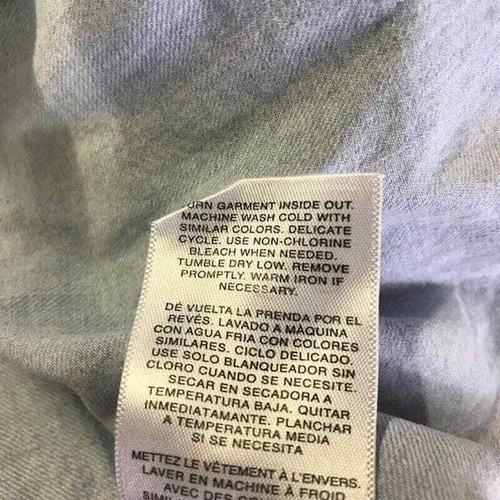 URN GARMENT INSIDE OUT.
MACHINE WASH COLD WITH
SIMILAR COLORS. DELICATE
CYCLE. USE NON-CHLORINE
BLEACH WHEN NEEDED.
TUMBLE DRY LOW. REMOVE
PROMPTLY. WARM IRON IF
NECESSARY.
DÉ VUELTA LA PRENDA POR EL
REVÉS. LAVADO A MÁQUINA
CON AGUA FRIA CON COLORES
SIMILARES. CICLO DELICADO.
USE SOLO BLANQUEADOR SIN
CLORO CUANDO SE NECESITE.
SECAR EN SECADORA A
TEMPERATURA BAJA. QUITAR
INMEDIATAMANTE. PLANCHAR
A TEMPERATURA MEDIA
SI SE NECESITA
METTEZ LE VÊTEMENT À L'ENVERS.
LAVER EN MACHINE À FROID
AVEC DES